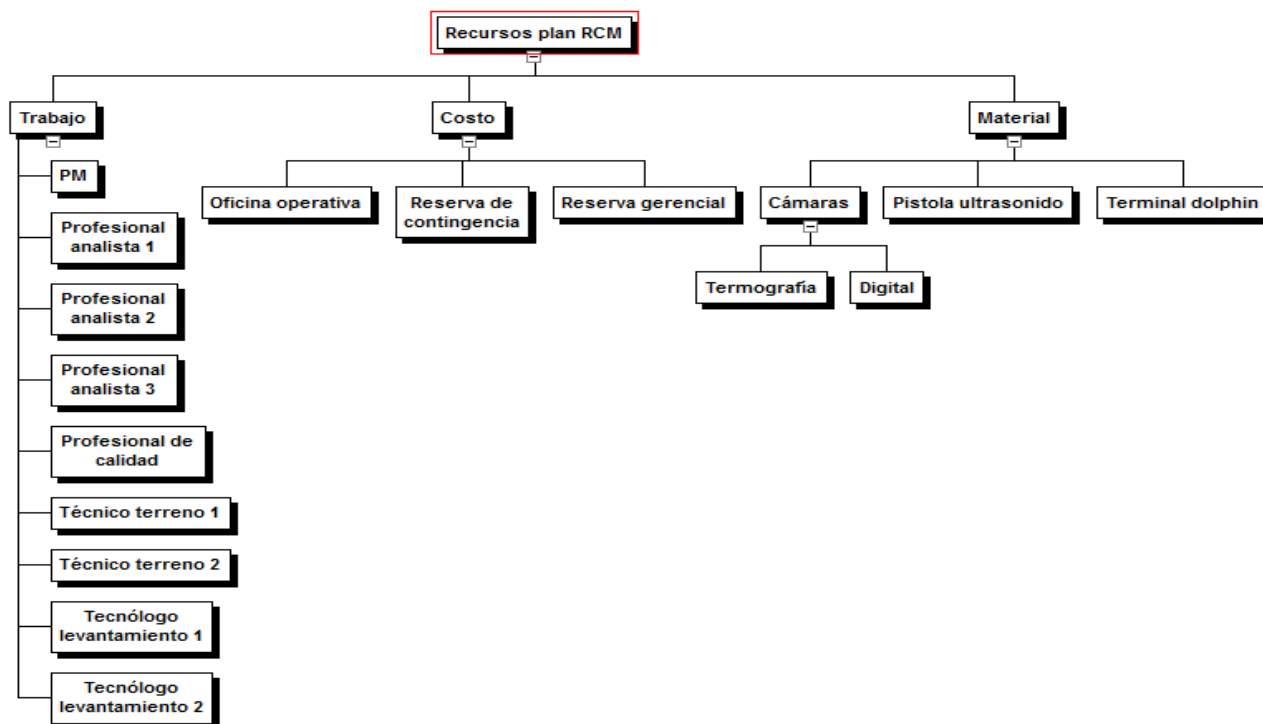 Recursos plan RCM
Trabajo
Costo
Material
PM
Profesional
analista 1
Profesional
analista 2
Profesional
analista 3
Profesional de
calidad
Técnico terreno 1
Técnico terreno 2
Tecnólogo
levantamiento 1
Tecnólogo
levantamiento 2
Oficina operativa
Reserva de
contingencia
Reserva gerencial
Cámaras
Pistola ultrasonido
Terminal dolphin
Termografía
Digital